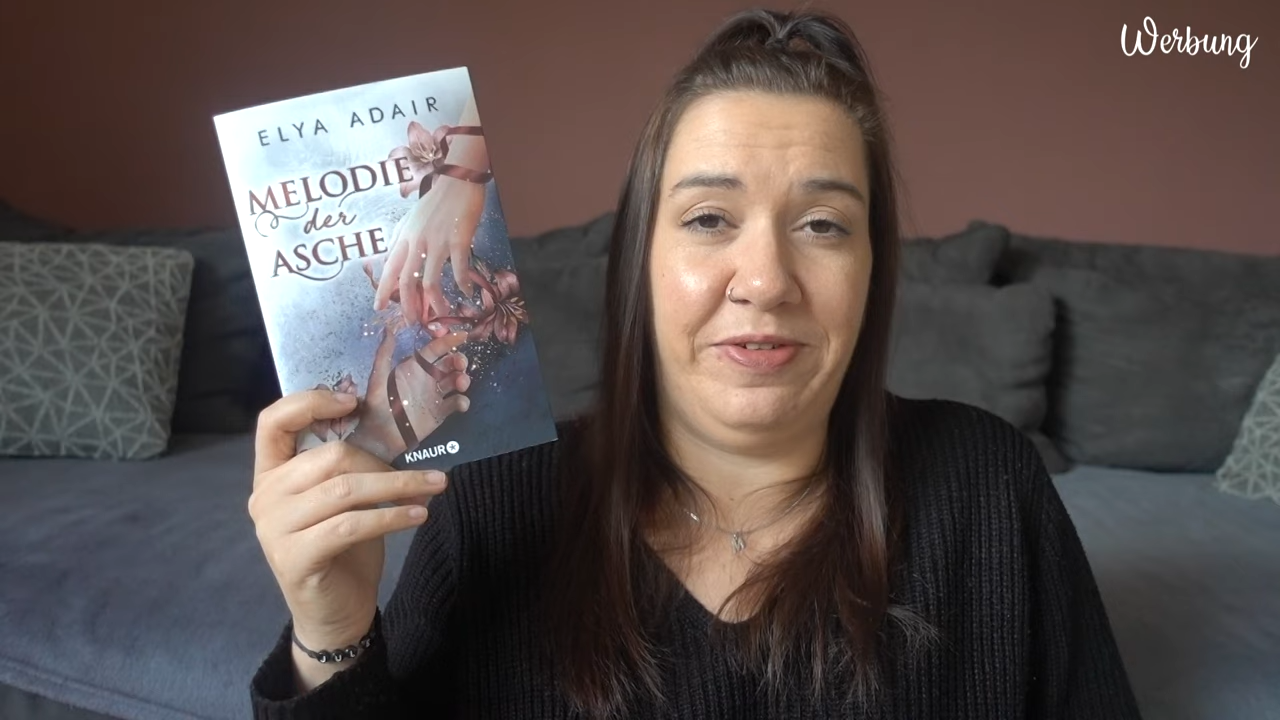 Werbung
ELYA ADAIR
MELODIE
der
ASCHE
KNAUR